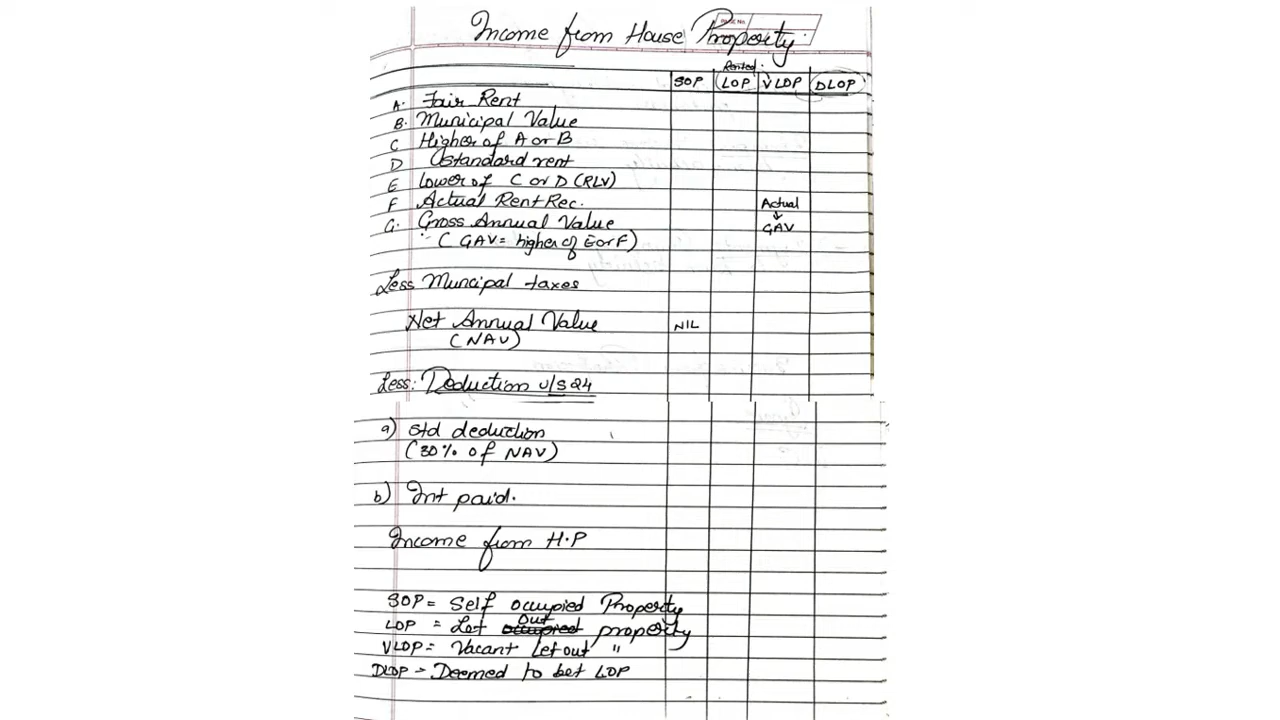 PAGE No
Income from House Property.
Rented.
SOP LOP VLOP DLOP
A. Fair Rent
B. Municipal Value
C Higher of A or B
D Standard rent
E Lower of C or D (RLV)
F Actual Rent Rec. Actual
G. Gross Annual Value GAV
( GAV = higher of E or F)
Less Muncipal taxes
Net Annual Value NIL
(NAV)
Less: Deduction U/S 24
a) Std deduction
(30% of NAV)
b) Int paid.
Income from H.P
SOP = Self occupied Property
LOP = Let out property
VLOP = Vacant Let out "
DLOP - Deemed to bet LOP